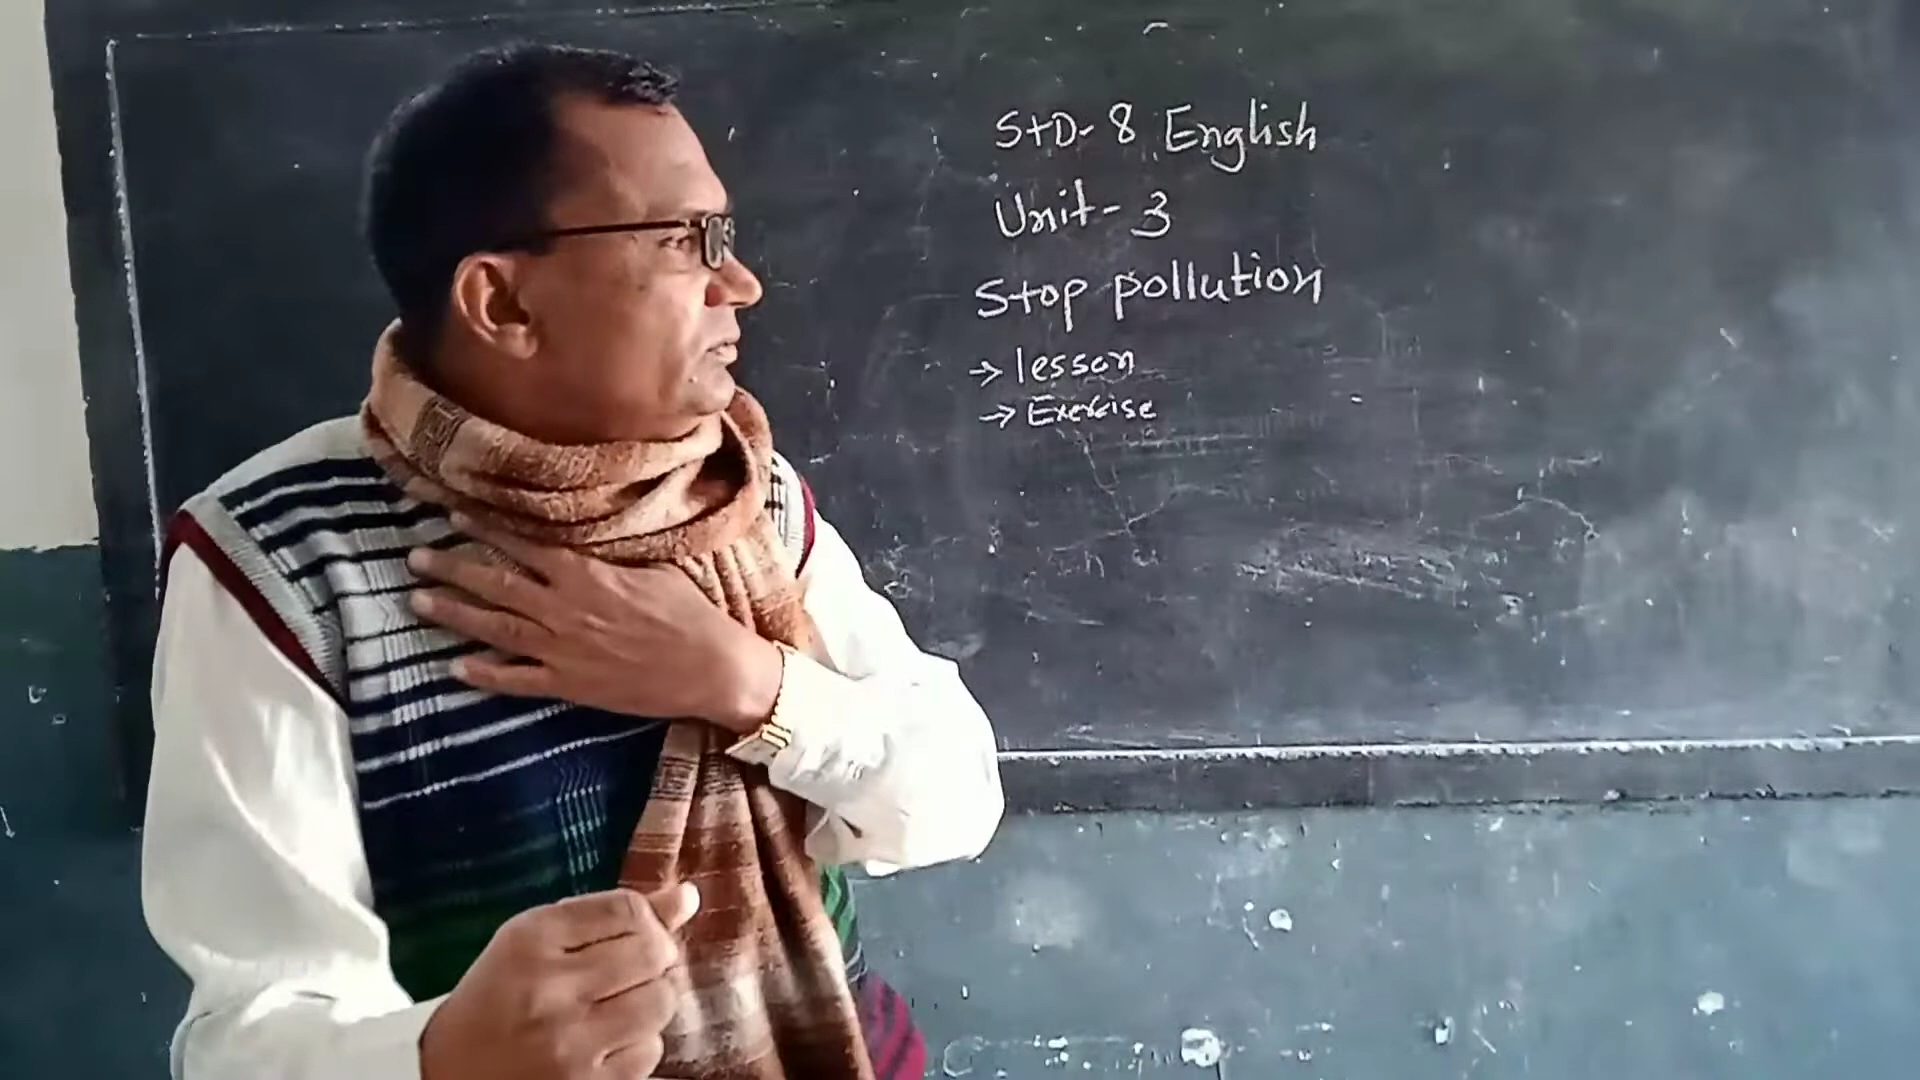 STD-8 English
Unit-3
Stop pollution
→ lesson
→ Exercise